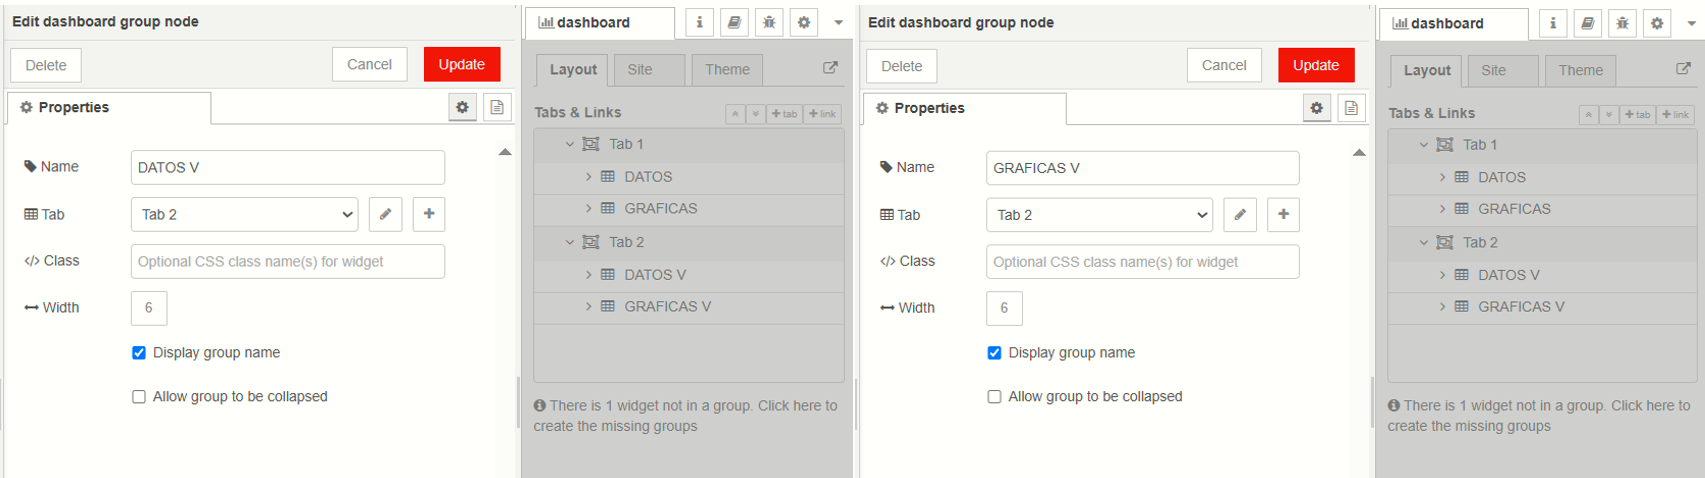 Edit dashboard group node
Delete
Cancel
Update
Properties
Name
DATOS V
Tab
Tab 2
Class
Optional CSS class name(s) for widget
Width
6
Display group name
Allow group to be collapsed
dashboard
Layout
Site
Theme
Tabs & Links
tab
link
Tab 1
DATOS
GRAFICAS
Tab 2
DATOS V
GRAFICAS V
There is 1 widget not in a group. Click here to
create the missing groups
Edit dashboard group node
Delete
Cancel
Update
Properties
Name
GRAFICAS V
Tab
Tab 2
Class
Optional CSS class name(s) for widget
Width
6
Display group name
Allow group to be collapsed
dashboard
Layout
Site
Theme
Tabs & Links
tab
link
Tab 1
DATOS
GRAFICAS
Tab 2
DATOS V
GRAFICAS V
There is 1 widget not in a group. Click here to
create the missing groups